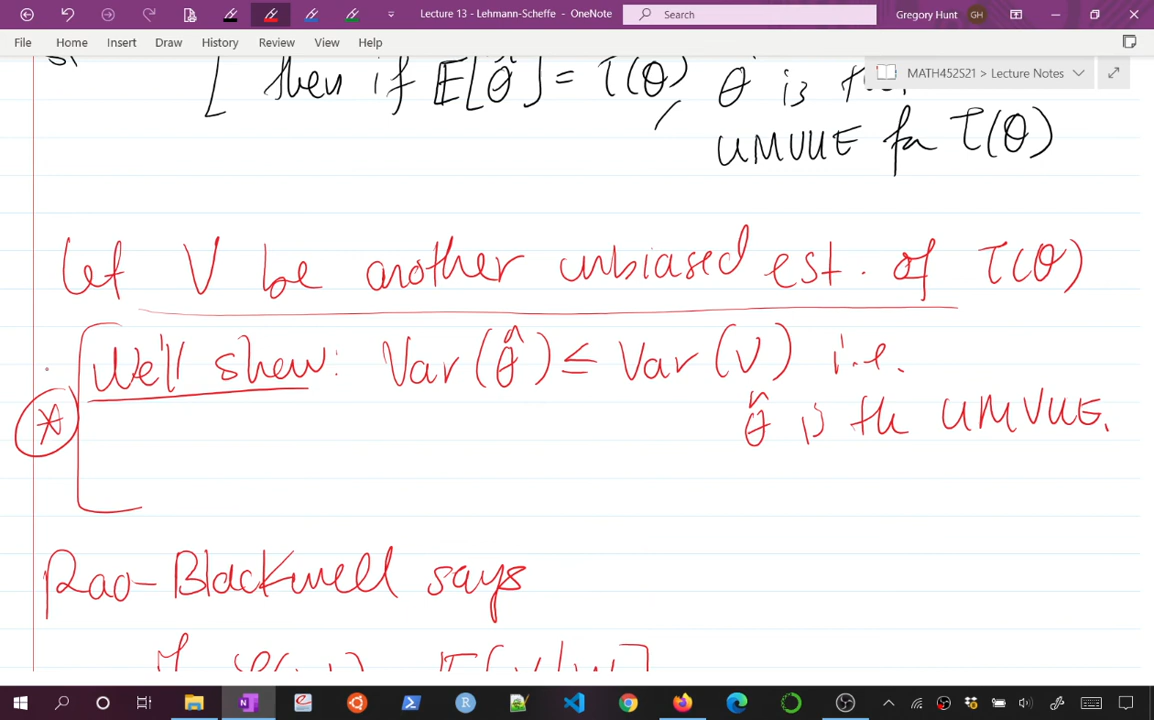 Lecture 13 - Lehmann-Scheffe - OneNote
Search
Gregory Hunt GH
File Home Insert Draw History Review View Help
MATH452S21 > Lecture Notes
then if E[θ̂] = τ(θ), θ̂ is the
UMVUE for τ(θ)
Let V be another unbiased est. of τ(θ)
We'll show: Var(θ̂) ≤ Var(V) i.e.
θ̂ is the UMVUE.
Rao-Blackwell says